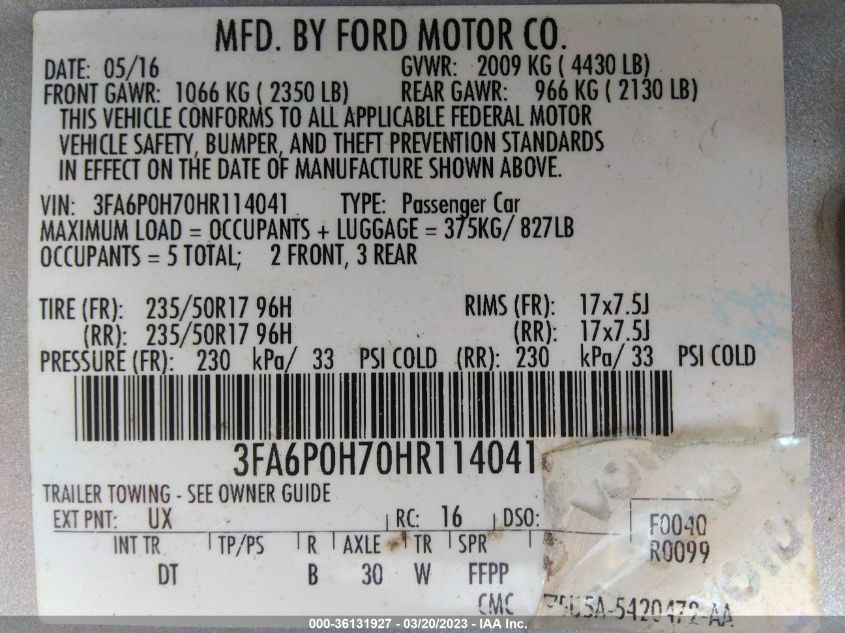 MFD. BY FORD MOTOR CO.
DATE: 05/16 GVWR: 2009 KG ( 4430 LB)
FRONT GAWR: 1066 KG ( 2350 LB) REAR GAWR: 966 KG ( 2130 LB)
THIS VEHICLE CONFORMS TO ALL APPLICABLE FEDERAL MOTOR
VEHICLE SAFETY, BUMPER, AND THEFT PREVENTION STANDARDS
IN EFFECT ON THE DATE OF MANUFACTURE SHOWN ABOVE.
VIN: 3FA6P0H70HR114041 TYPE: Passenger Car
MAXIMUM LOAD = OCCUPANTS + LUGGAGE = 375KG/ 827LB
OCCUPANTS = 5 TOTAL; 2 FRONT, 3 REAR
TIRE (FR): 235/50R17 96H RIMS (FR): 17x7.5J
(RR): 235/50R17 96H (RR): 17x7.5J
PRESSURE (FR): 230 kPa/ 33 PSI COLD (RR): 230 kPa/ 33 PSI COLD
3FA6P0H70HR114041
TRAILER TOWING - SEE OWNER GUIDE
EXT PNT: UX RC: 16 DSO: F0040
R0099
INT TR TP/PS R AXLE TR SPR
DT B 30 W FFPP
CMC 5U5A-5420472-AA
VOID
000-36131927 - 03/20/2023 - IAA Inc.